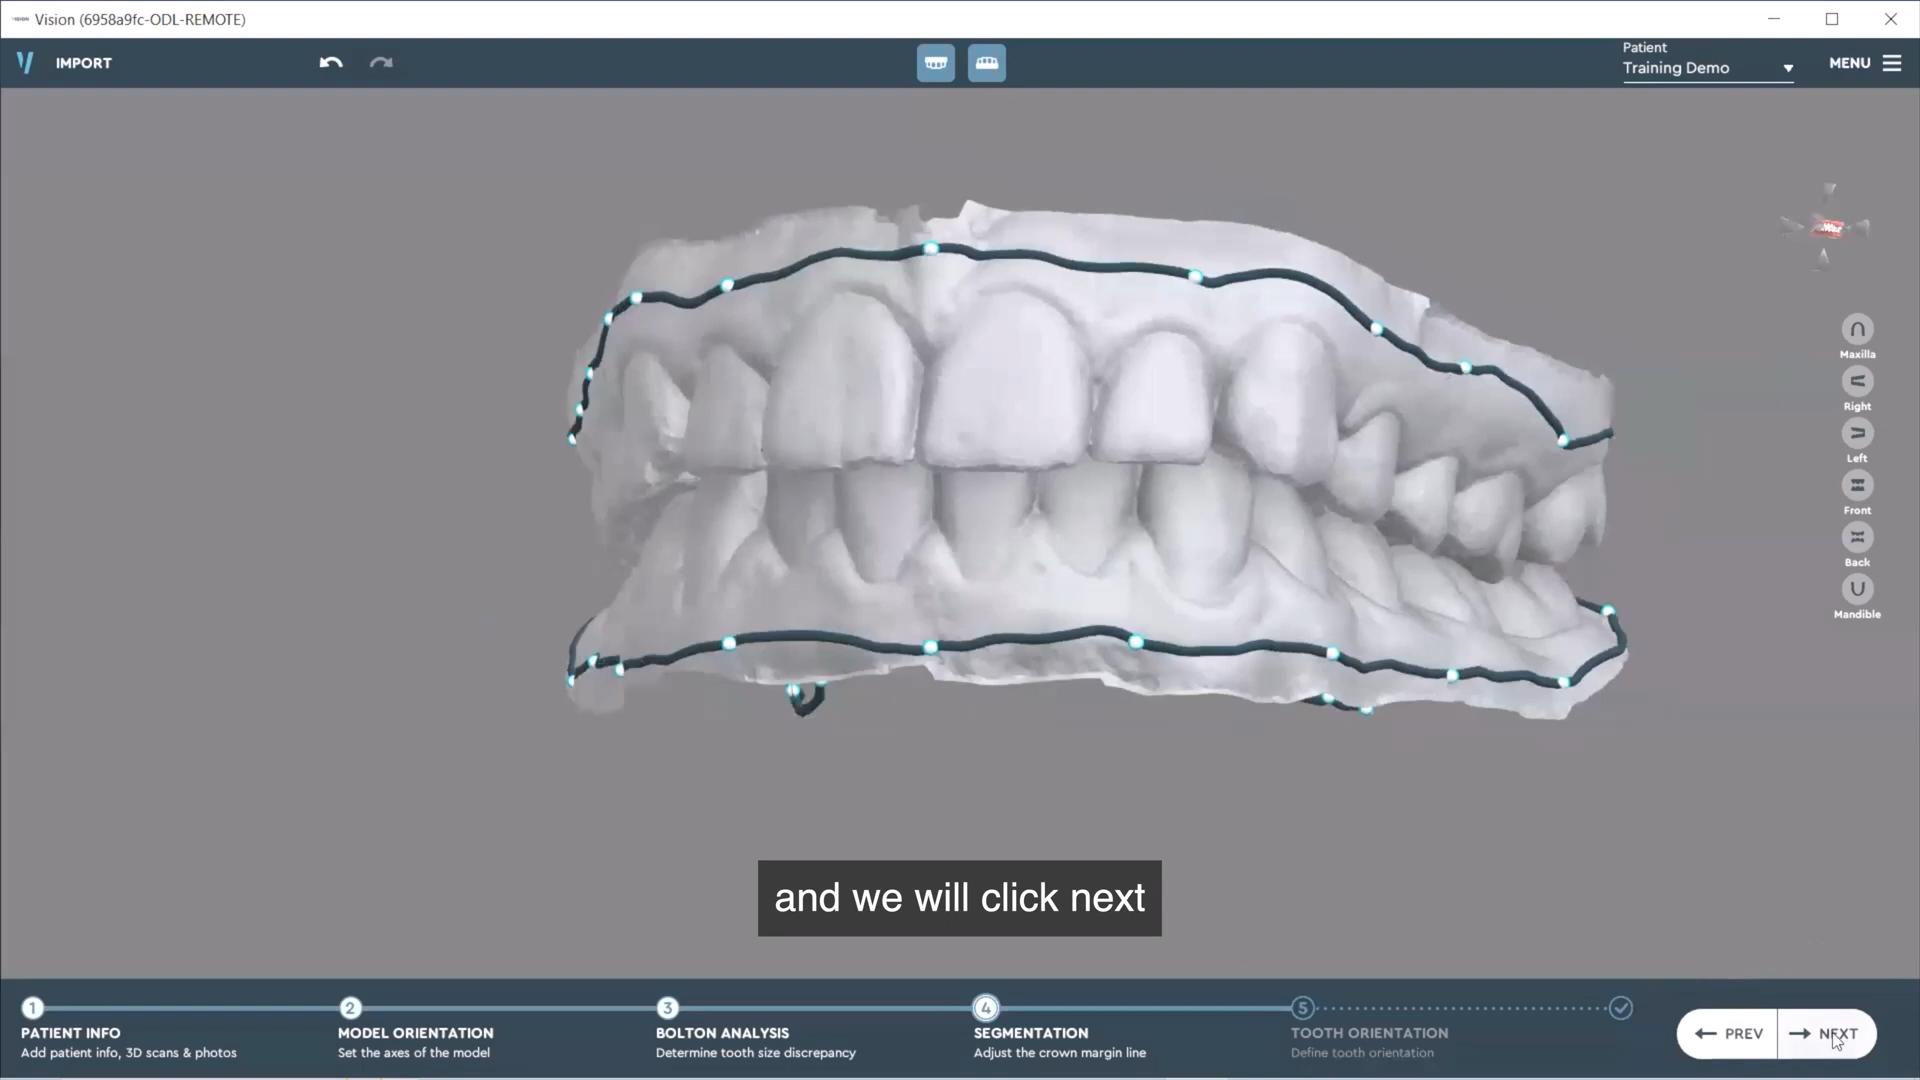 Vision (6958a9fc-ODL-REMOTE)
IMPORT
Patient
Training Demo
MENU
Maxilla
Right
Left
Front
Back
Mandible
and we will click next
1
2
3
4
5
PATIENT INFO
Add patient info, 3D scans & photos
MODEL ORIENTATION
Set the axes of the model
BOLTON ANALYSIS
Determine tooth size discrepancy
SEGMENTATION
Adjust the crown margin line
TOOTH ORIENTATION
Define tooth orientation
PREV
NEXT